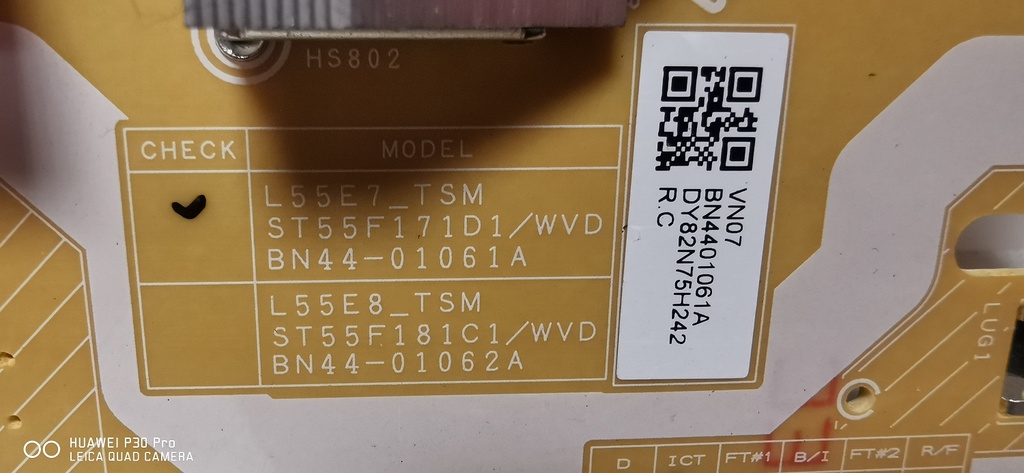 HS802
CHECK MODEL
L55E7_TSM
ST55F171D1/WVD
BN44-01061A
L55E8_TSM
ST55F181C1/WVD
BN44-01062A
VN07
BN4401061A
DY82N75H242
R.C
LUG1
D ICT FT#1 B/I FT#2 R/F
HUAWEI P30 Pro
LEICA QUAD CAMERA